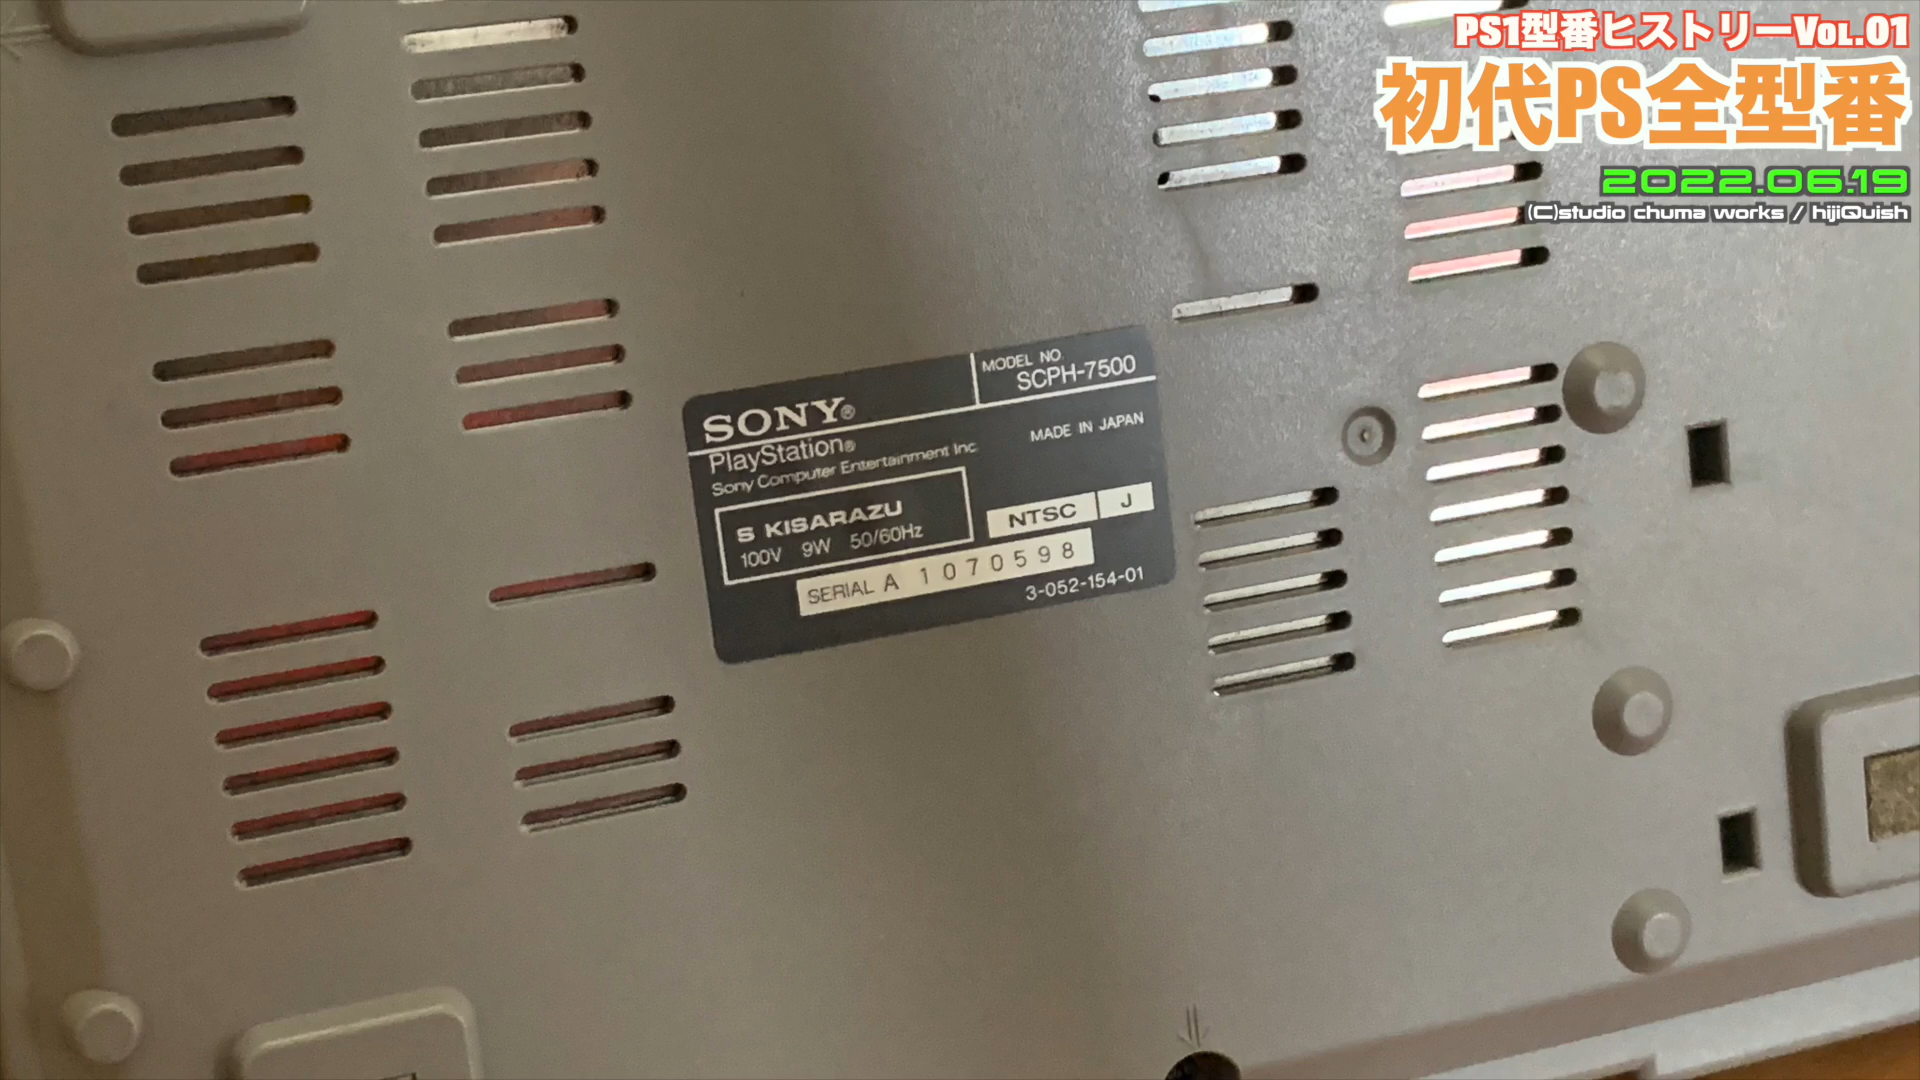 PS1型番ヒストリーVOL.01
初代PS全型番
2022.06.19
(C)studio chuma works / hijiQuish
MODEL NO.
SCPH-7500
SONY®
PlayStation®
MADE IN JAPAN
Sony Computer Entertainment Inc.
S KISARAZU
100V 9W 50/60Hz
NTSC J
SERIAL A 1070598
3-052-154-01